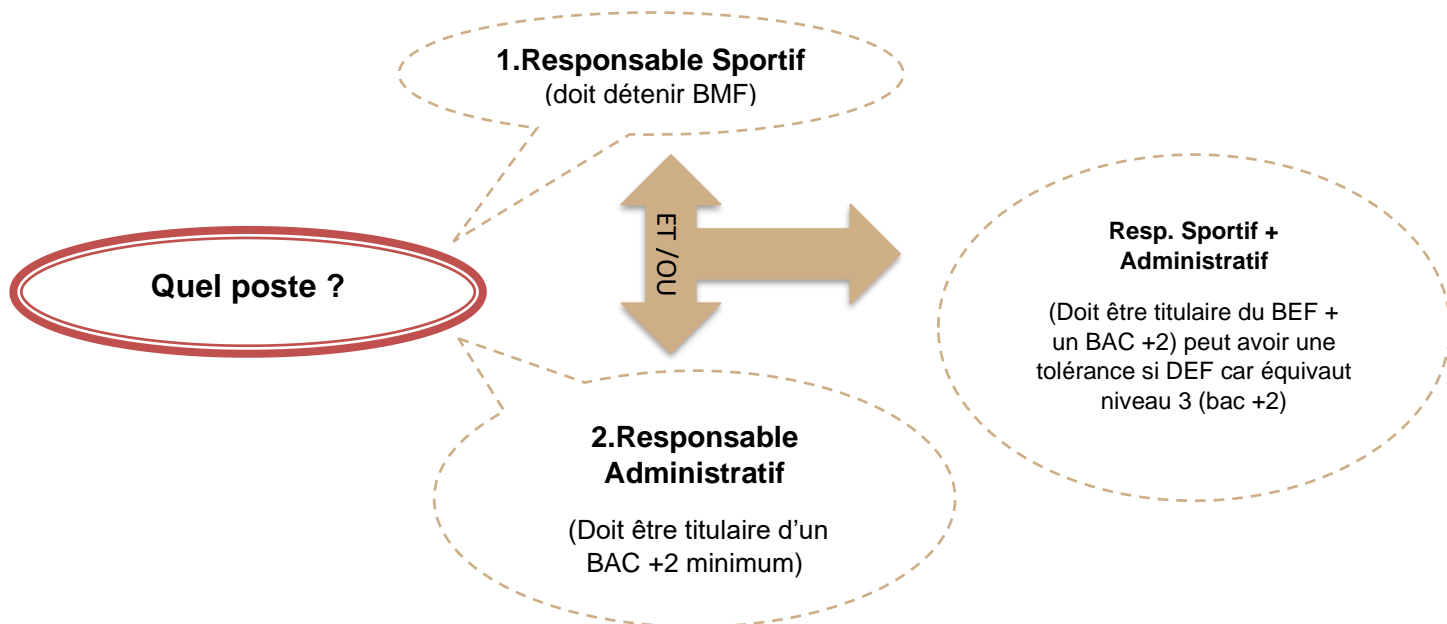 1.Responsable Sportif
(doit détenir BMF)
Quel poste ?
ET /OU
Resp. Sportif +
Administratif
(Doit être titulaire du BEF +
un BAC +2) peut avoir une
tolérance si DEF car équivaut
niveau 3 (bac +2)
2.Responsable
Administratif
(Doit être titulaire d’un
BAC +2 minimum)